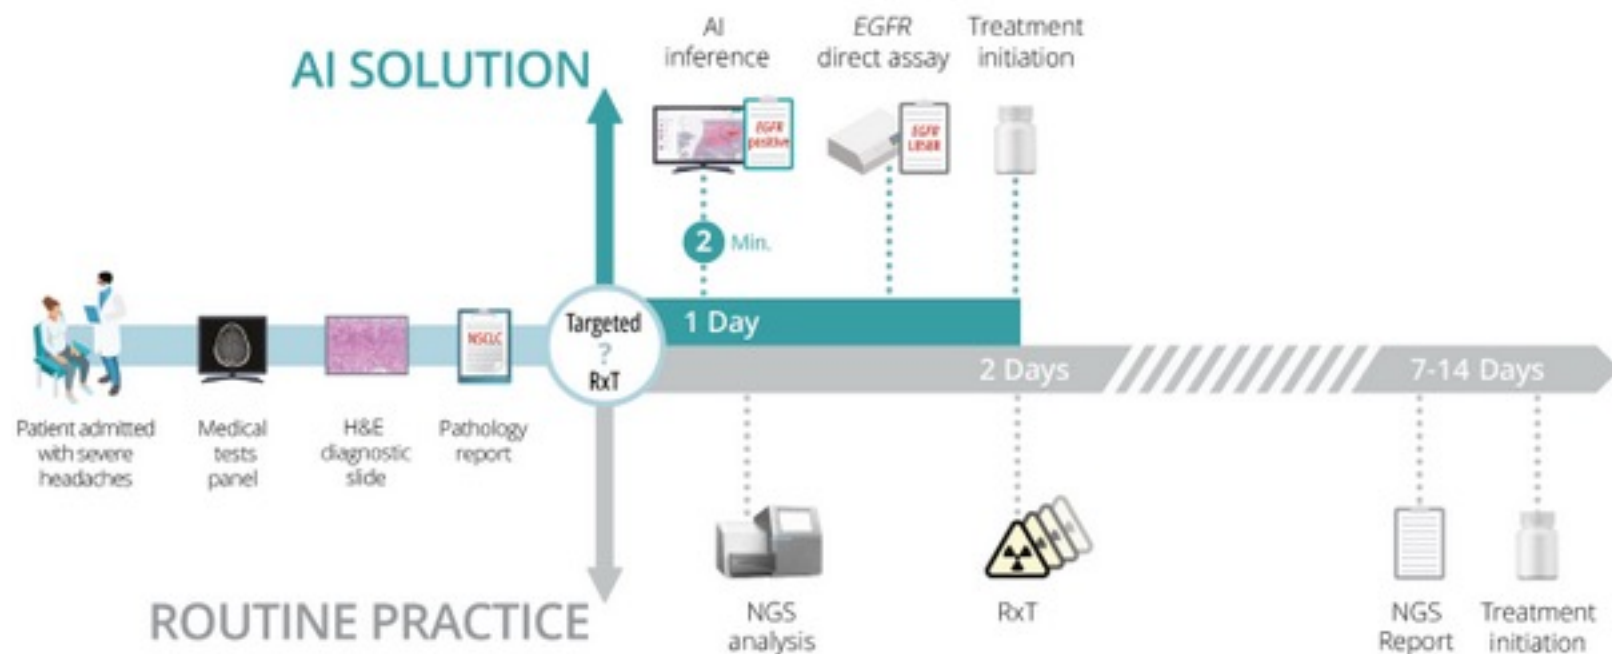 AI SOLUTION
AI
inference
EGFR
direct assay
Treatment
initiation
EGFR
positive
EGFR
L858R
2 Min.
NSCLC
Targeted
?
RxT
1 Day
2 Days
7-14 Days
Patient admitted
with severe
headaches
Medical
tests
panel
H&E
diagnostic
slide
Pathology
report
ROUTINE PRACTICE
NGS
analysis
RxT
NGS
Report
Treatment
initiation